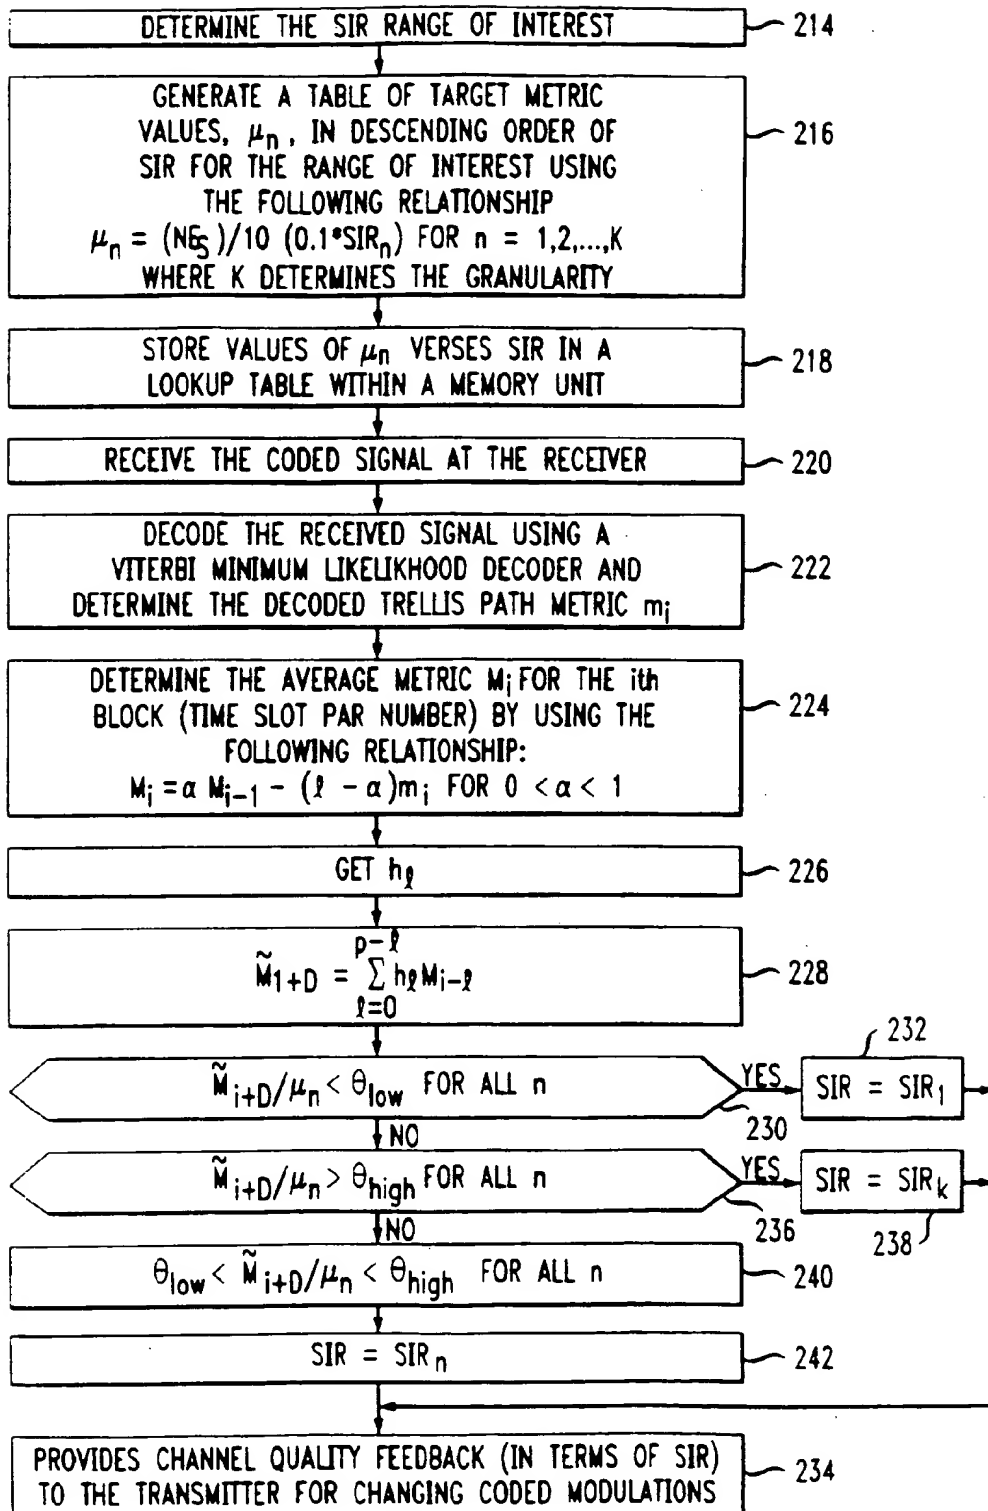 DETERMINE THE SIR RANGE OF INTEREST
214
GENERATE A TABLE OF TARGET METRIC
VALUES, μn, IN DESCENDING ORDER OF
SIR FOR THE RANGE OF INTEREST USING
THE FOLLOWING RELATIONSHIP
μn = (NES)/10 (0.1*SIRn) FOR n = 1,2,...,K
WHERE K DETERMINES THE GRANULARITY
216
STORE VALUES OF μn VERSES SIR IN A
LOOKUP TABLE WITHIN A MEMORY UNIT
218
RECEIVE THE CODED SIGNAL AT THE RECEIVER
220
DECODE THE RECEIVED SIGNAL USING A
VITERBI MINIMUM LIKELIKHOOD DECODER AND
DETERMINE THE DECODED TRELLIS PATH METRIC mi
222
DETERMINE THE AVERAGE METRIC Mi FOR THE ith
BLOCK (TIME SLOT PAR NUMBER) BY USING THE
FOLLOWING RELATIONSHIP:
Mi = α Mi-1 - (ℓ - α)mi FOR 0 < α < 1
224
GET hℓ
226
p-ℓ
M̃1+D = Σ hℓMi-ℓ
ℓ=0
228
M̃i+D/μn < θlow FOR ALL n
YES
230
232
SIR = SIR1
NO
M̃i+D/μn > θhigh FOR ALL n
YES
236
SIR = SIRk
238
NO
θlow < M̃i+D/μn < θhigh FOR ALL n
240
SIR = SIRn
242
PROVIDES CHANNEL QUALITY FEEDBACK (IN TERMS OF SIR)
TO THE TRANSMITTER FOR CHANGING CODED MODULATIONS
234